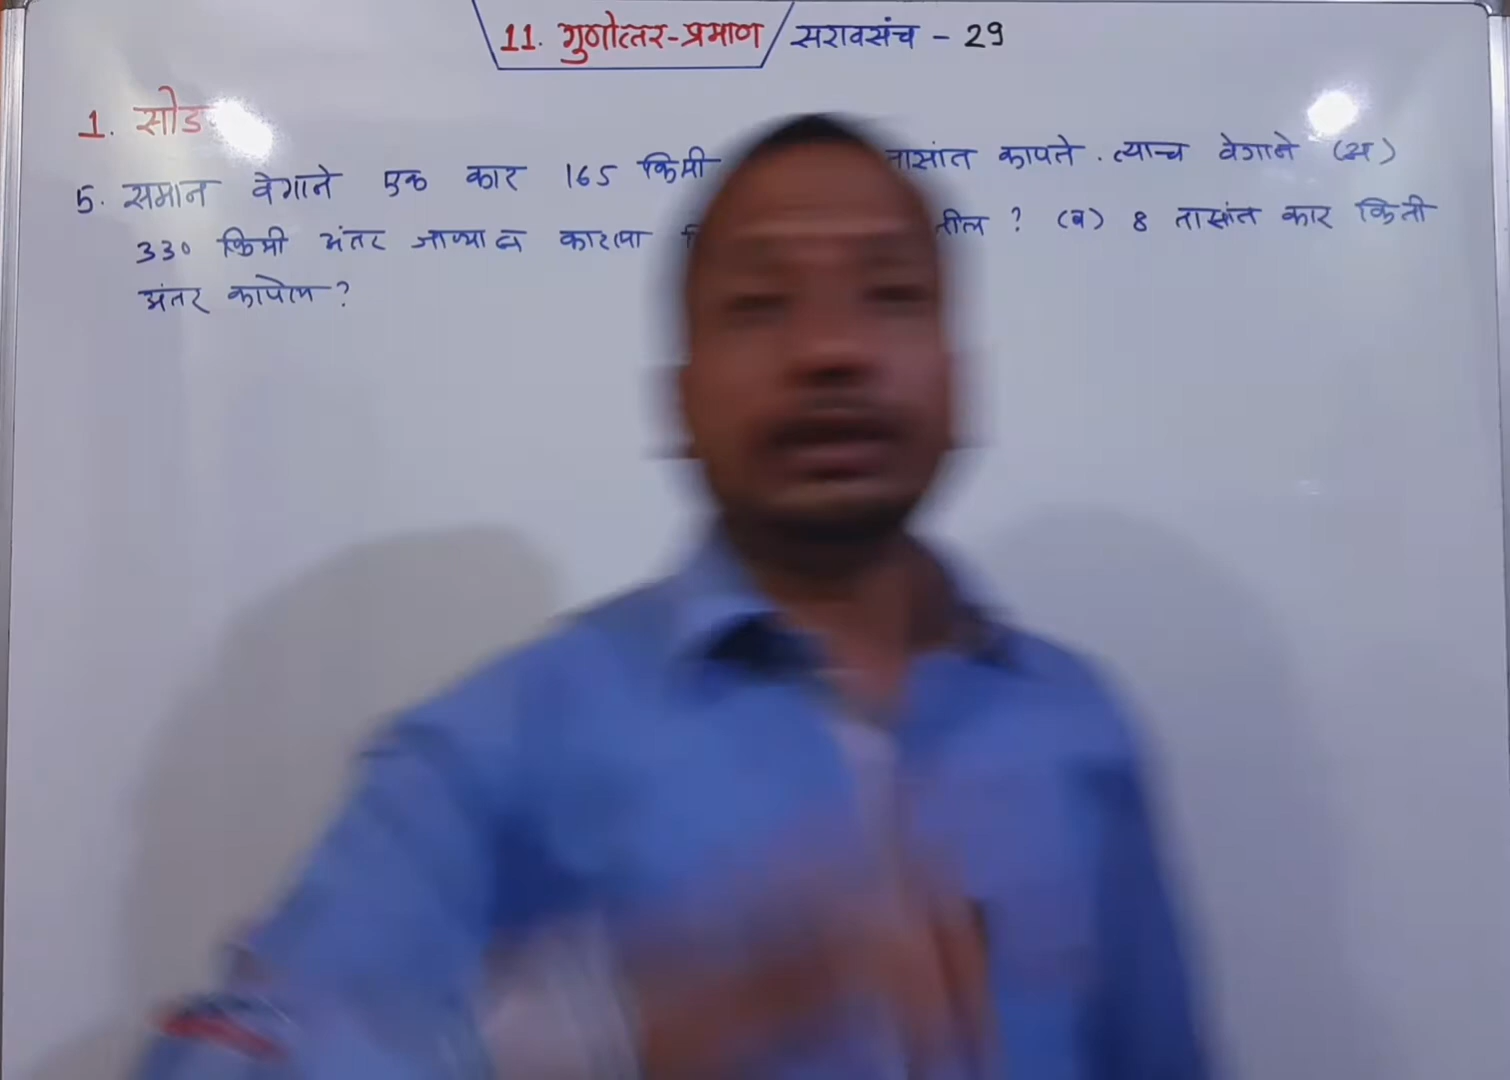 11. गुणोत्तर-प्रमाण / सरावसंच - 29
1. सोड
5. समान वेगाने एक कार 165 किमी तासांत कापते. त्याच वेगाने (अ)
330 किमी अंतर जाण्यास कारला तील ? (ब) 8 तासांत कार किती
अंतर कापेल ?